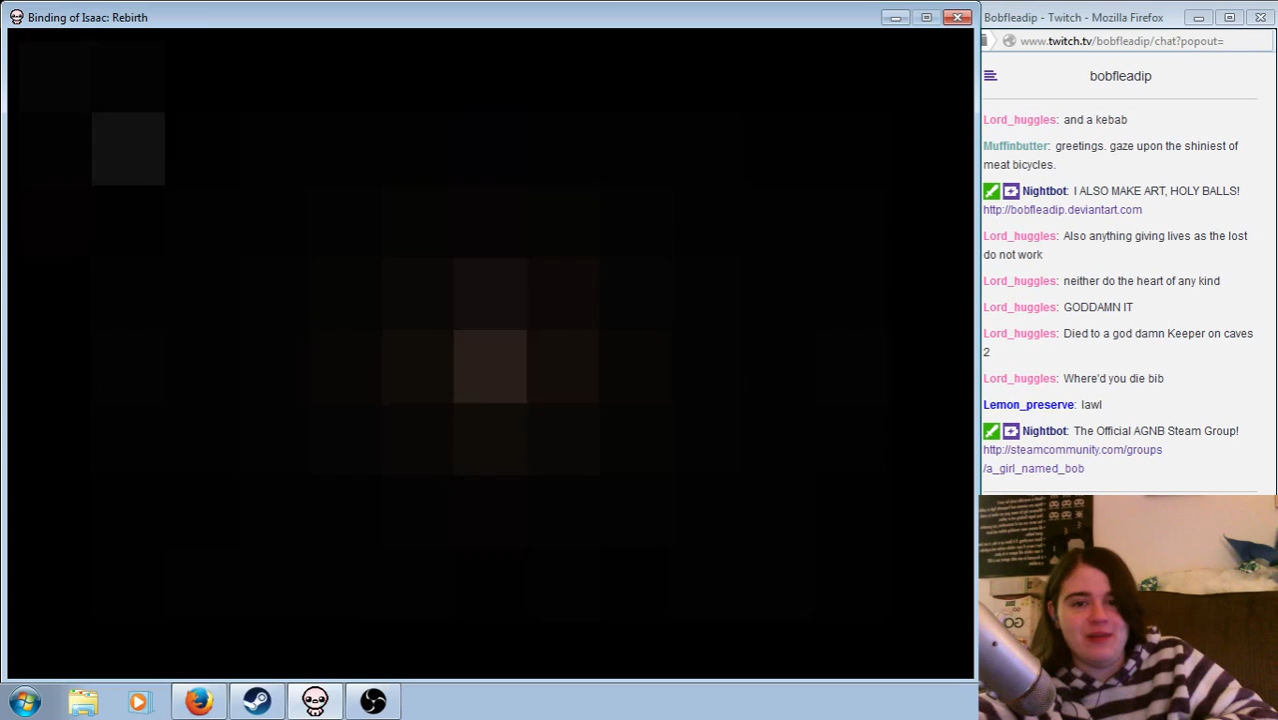 Binding of Isaac: Rebirth
Bobfleadip - Twitch - Mozilla Firefox
www.twitch.tv/bobfleadip/chat?popout=
bobfleadip
Lord_huggles: and a kebab
Muffinbutter: greetings. gaze upon the shiniest of
meat bicycles.
Nightbot: I ALSO MAKE ART, HOLY BALLS!
http://bobfleadip.deviantart.com
Lord_huggles: Also anything giving lives as the lost
do not work
Lord_huggles: neither do the heart of any kind
Lord_huggles: GODDAMN IT
Lord_huggles: Died to a god damn Keeper on caves
2
Lord_huggles: Where'd you die bib
Lemon_preserve: lawl
Nightbot: The Official AGNB Steam Group!
http://steamcommunity.com/groups
/a_girl_named_bob